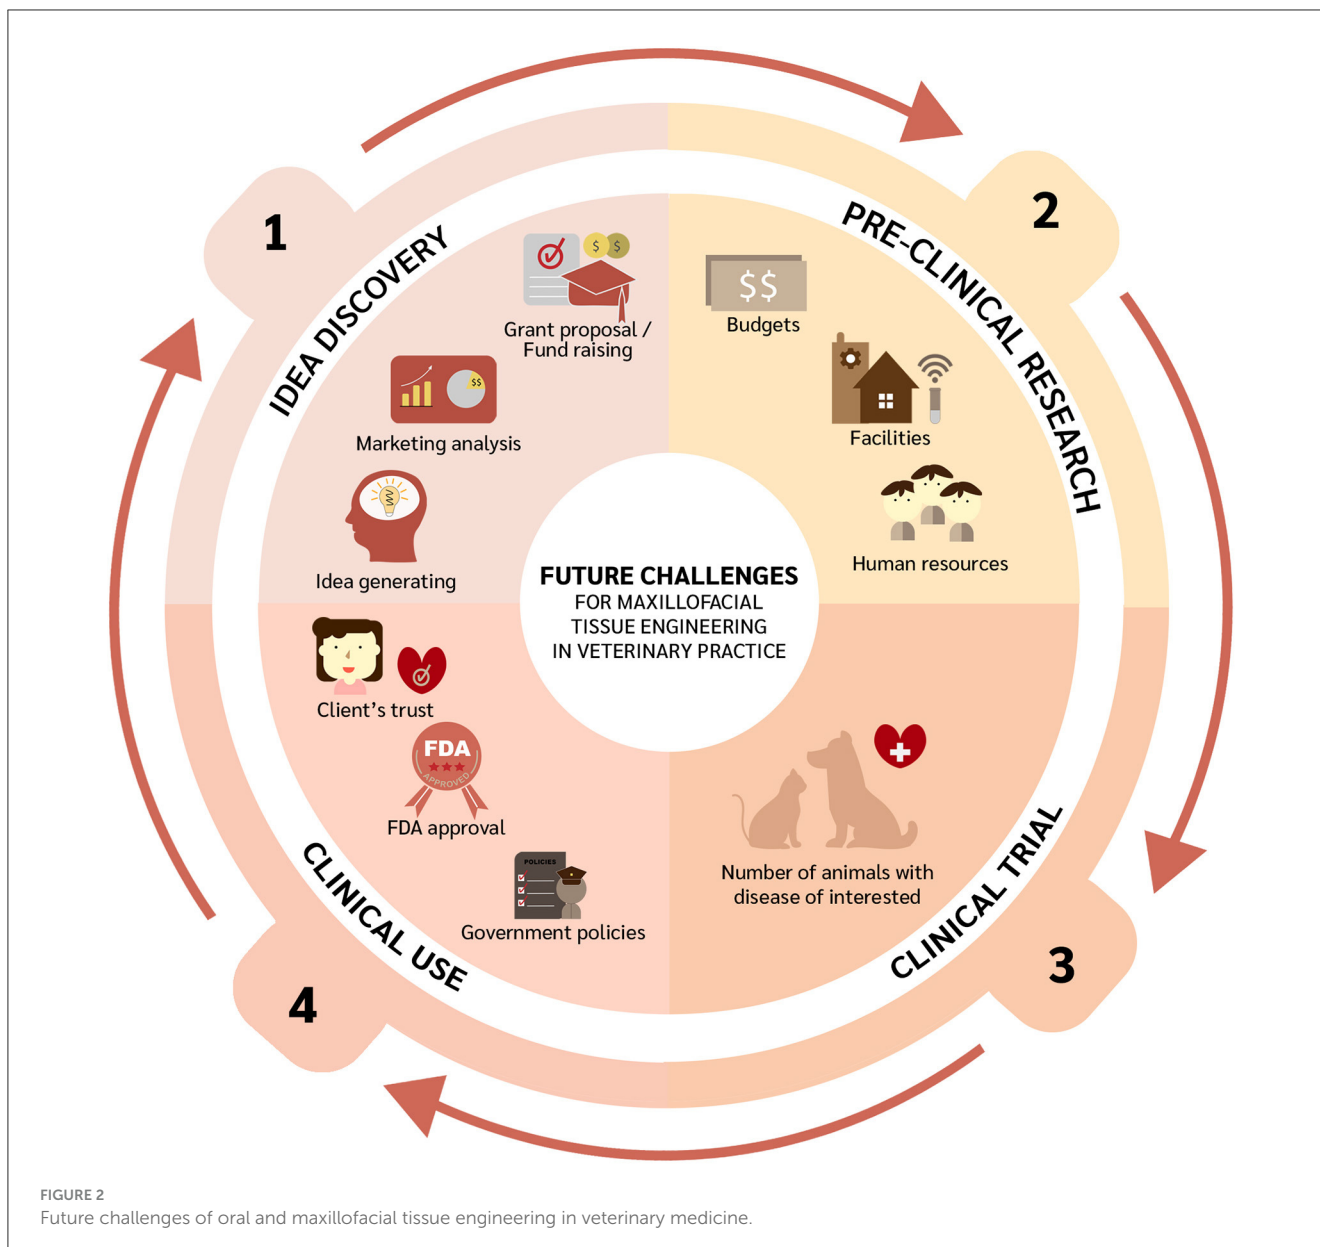 1
IDEA DISCOVERY
$ $
Grant proposal /
Fund raising
$$
Marketing analysis
Idea generating
2
PRE-CLINICAL RESEARCH
$$
Budgets
Facilities
Human resources
FUTURE CHALLENGES
FOR MAXILLOFACIAL
TISSUE ENGINEERING
IN VETERINARY PRACTICE
3
CLINICAL TRIAL
Number of animals with
disease of interested
4
CLINICAL USE
Client's trust
FDA
APPROVED
FDA approval
POLICIES
Government policies
FIGURE 2
Future challenges of oral and maxillofacial tissue engineering in veterinary medicine.